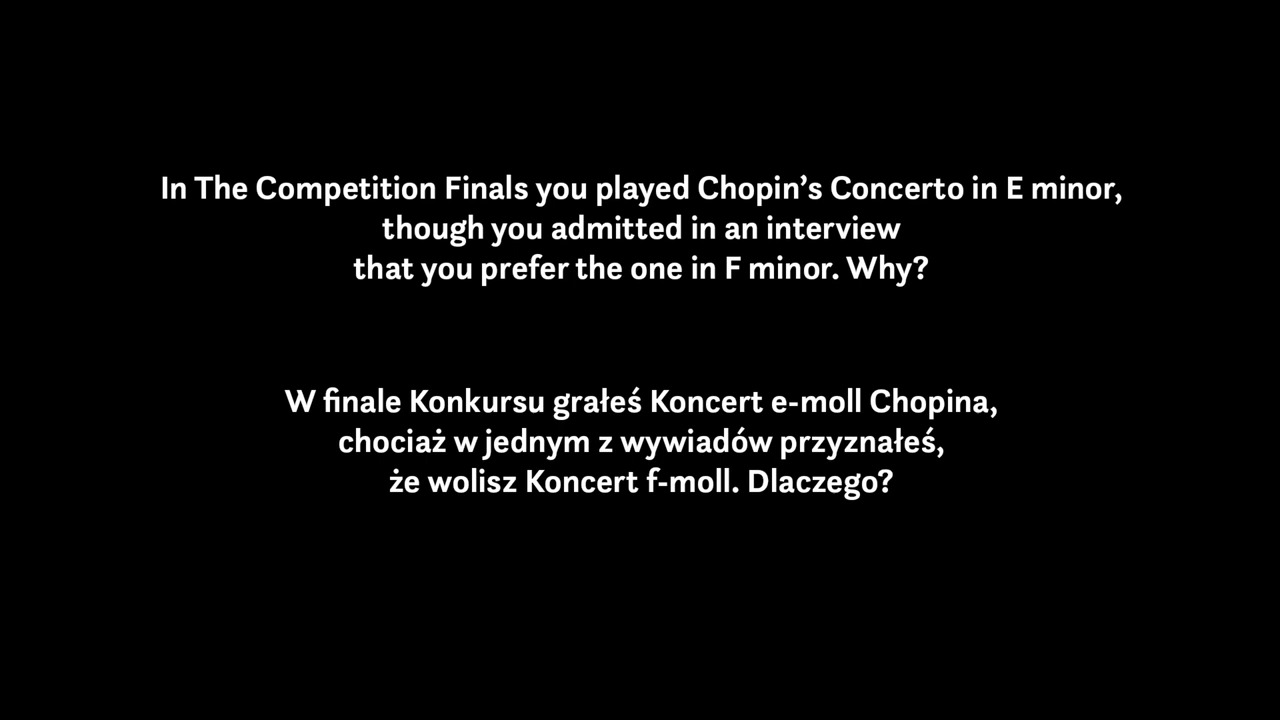 In The Competition Finals you played Chopin’s Concerto in E minor,
though you admitted in an interview
that you prefer the one in F minor. Why?
W finale Konkursu grałeś Koncert e-moll Chopina,
chociaż w jednym z wywiadów przyznałeś,
że wolisz Koncert f-moll. Dlaczego?